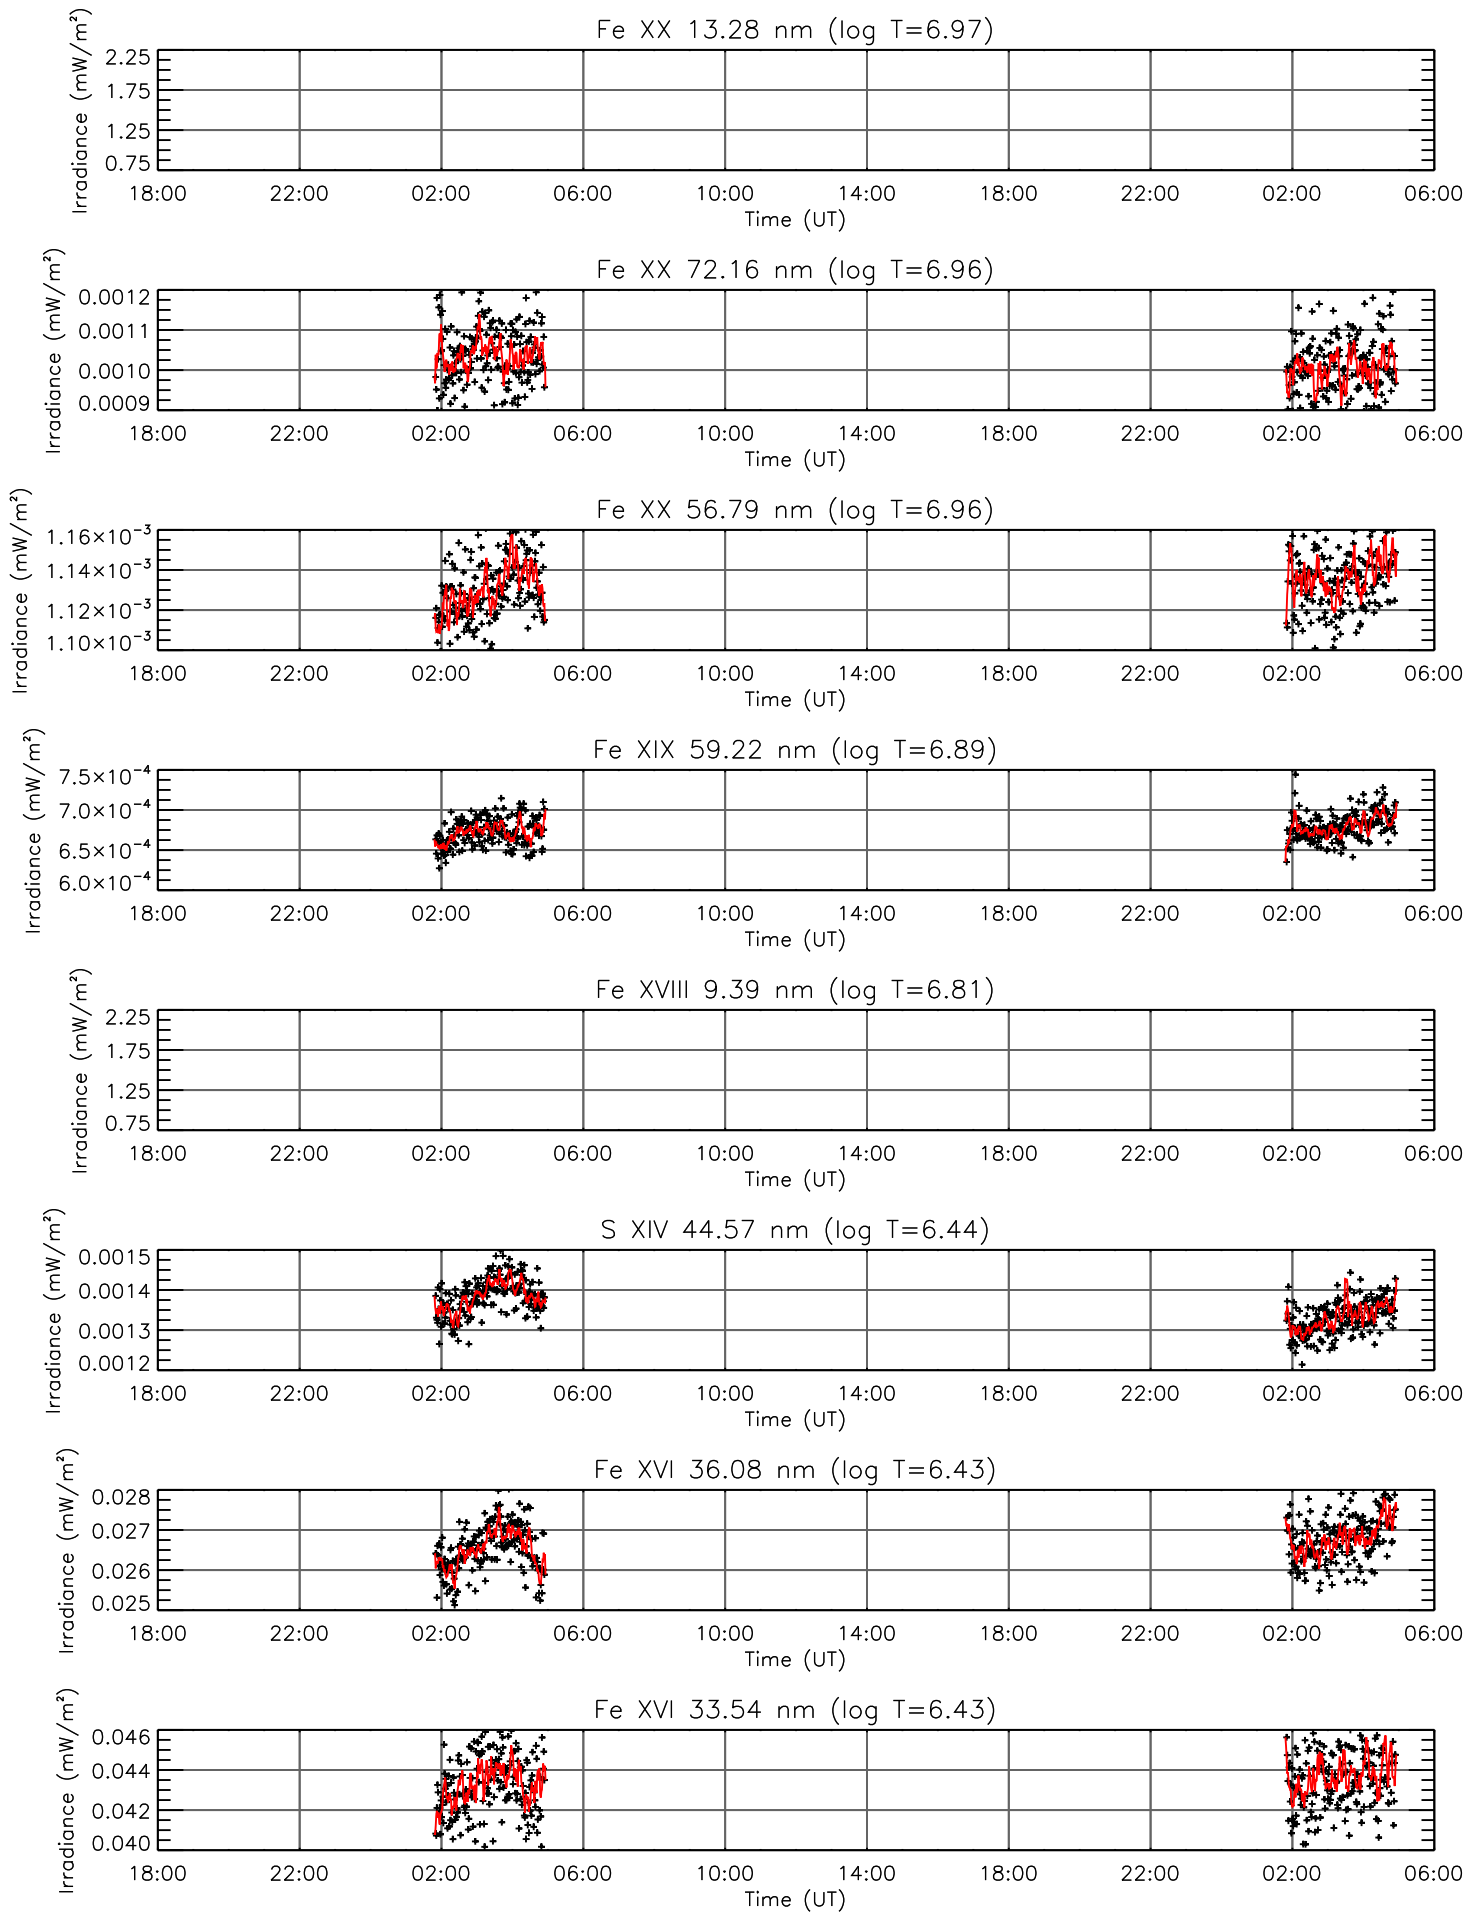 Fe XX 13.28 nm (log T=6.97)
Irradiance (mW/m²)
2.25
1.75
1.25
0.75
18:00 22:00 02:00 06:00 10:00 14:00 18:00 22:00 02:00 06:00
Time (UT)
Fe XX 72.16 nm (log T=6.96)
Irradiance (mW/m²)
0.0012
0.0011
0.0010
0.0009
18:00 22:00 02:00 06:00 10:00 14:00 18:00 22:00 02:00 06:00
Time (UT)
Fe XX 56.79 nm (log T=6.96)
Irradiance (mW/m²)
1.16×10⁻³
1.14×10⁻³
1.12×10⁻³
1.10×10⁻³
18:00 22:00 02:00 06:00 10:00 14:00 18:00 22:00 02:00 06:00
Time (UT)
Fe XIX 59.22 nm (log T=6.89)
Irradiance (mW/m²)
7.5×10⁻⁴
7.0×10⁻⁴
6.5×10⁻⁴
6.0×10⁻⁴
18:00 22:00 02:00 06:00 10:00 14:00 18:00 22:00 02:00 06:00
Time (UT)
Fe XVIII 9.39 nm (log T=6.81)
Irradiance (mW/m²)
2.25
1.75
1.25
0.75
18:00 22:00 02:00 06:00 10:00 14:00 18:00 22:00 02:00 06:00
Time (UT)
S XIV 44.57 nm (log T=6.44)
Irradiance (mW/m²)
0.0015
0.0014
0.0013
0.0012
18:00 22:00 02:00 06:00 10:00 14:00 18:00 22:00 02:00 06:00
Time (UT)
Fe XVI 36.08 nm (log T=6.43)
Irradiance (mW/m²)
0.028
0.027
0.026
0.025
18:00 22:00 02:00 06:00 10:00 14:00 18:00 22:00 02:00 06:00
Time (UT)
Fe XVI 33.54 nm (log T=6.43)
Irradiance (mW/m²)
0.046
0.044
0.042
0.040
18:00 22:00 02:00 06:00 10:00 14:00 18:00 22:00 02:00 06:00
Time (UT)